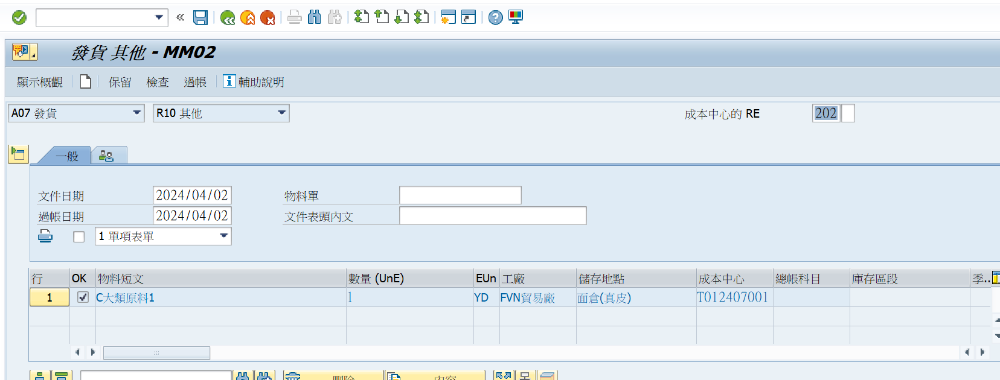 發貨 其他 - MM02
顯示概觀 保留 檢查 過帳 輔助說明
A07 發貨 R10 其他 成本中心的 RE 202
一般
文件日期 2024/04/02 物料單
過帳日期 2024/04/02 文件表頭內文
1 單項表單
行 OK 物料短文 數量 (UnE) EUn 工廠 儲存地點 成本中心 總帳科目 庫存區段 季..
1 C大類原料1 1 YD FVN貿易廠 面倉(真皮) T012407001
刪除 內容